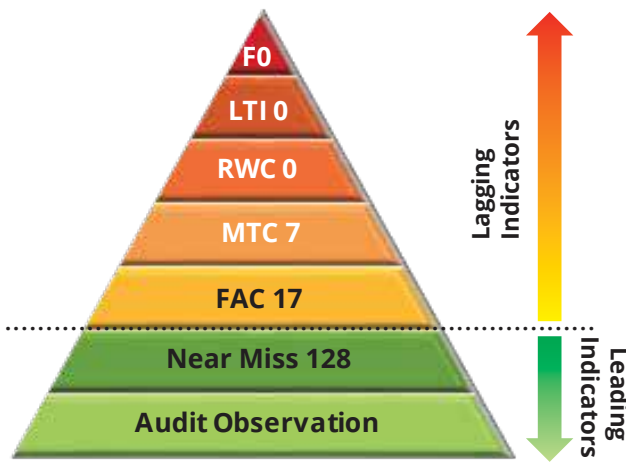 F0
LTI 0
RWC 0
MTC 7
FAC 17
Near Miss 128
Audit Observation
Lagging
Indicators
Leading
Indicators